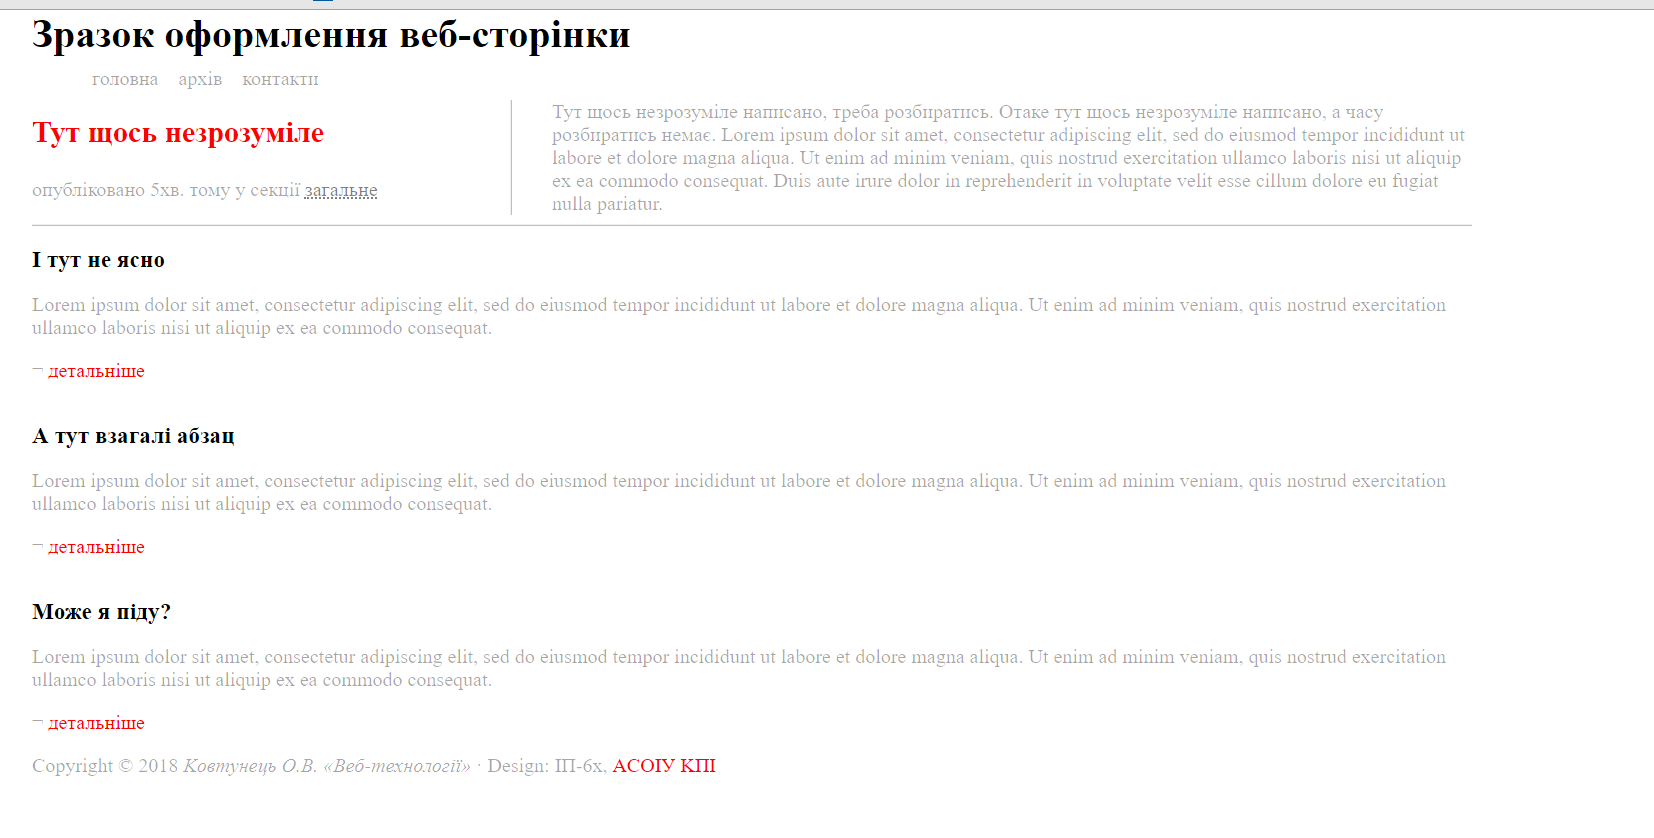 Зразок оформлення веб-сторінки
головна архів контакти
Тут щось незрозуміле
опубліковано 5хв. тому у секції загальне
Тут щось незрозуміле написано, треба розбиратись. Отаке тут щось незрозуміле написано, а часу
розбиратись немає. Lorem ipsum dolor sit amet, consectetur adipiscing elit, sed do eiusmod tempor incididunt ut
labore et dolore magna aliqua. Ut enim ad minim veniam, quis nostrud exercitation ullamco laboris nisi ut aliquip
ex ea commodo consequat. Duis aute irure dolor in reprehenderit in voluptate velit esse cillum dolore eu fugiat
nulla pariatur.
І тут не ясно
Lorem ipsum dolor sit amet, consectetur adipiscing elit, sed do eiusmod tempor incididunt ut labore et dolore magna aliqua. Ut enim ad minim veniam, quis nostrud exercitation
ullamco laboris nisi ut aliquip ex ea commodo consequat.
¬ детальніше
А тут взагалі абзац
Lorem ipsum dolor sit amet, consectetur adipiscing elit, sed do eiusmod tempor incididunt ut labore et dolore magna aliqua. Ut enim ad minim veniam, quis nostrud exercitation
ullamco laboris nisi ut aliquip ex ea commodo consequat.
¬ детальніше
Може я піду?
Lorem ipsum dolor sit amet, consectetur adipiscing elit, sed do eiusmod tempor incididunt ut labore et dolore magna aliqua. Ut enim ad minim veniam, quis nostrud exercitation
ullamco laboris nisi ut aliquip ex ea commodo consequat.
¬ детальніше
Copyright © 2018 Ковтунець О.В. «Веб-технології» · Design: ІП-6х, АСОІУ КПІ